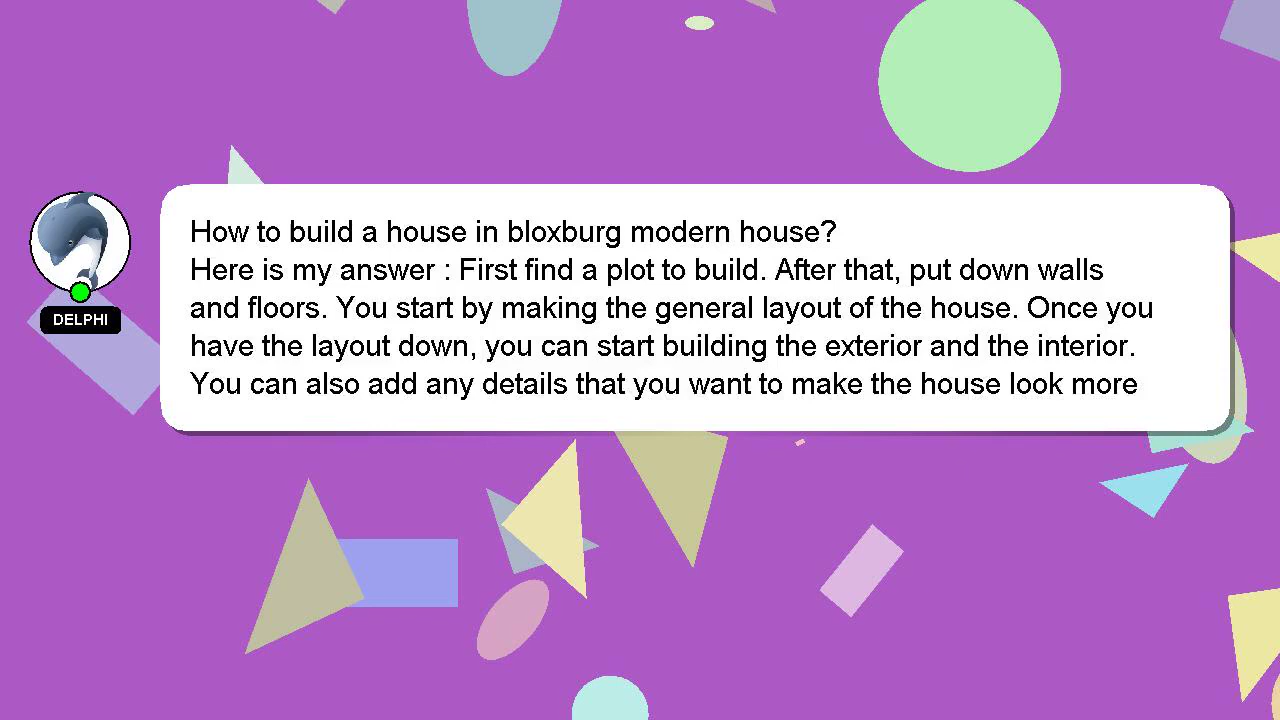 How to build a house in bloxburg modern house?
Here is my answer : First find a plot to build. After that, put down walls
and floors. You start by making the general layout of the house. Once you
have the layout down, you can start building the exterior and the interior.
You can also add any details that you want to make the house look more
DELPHI